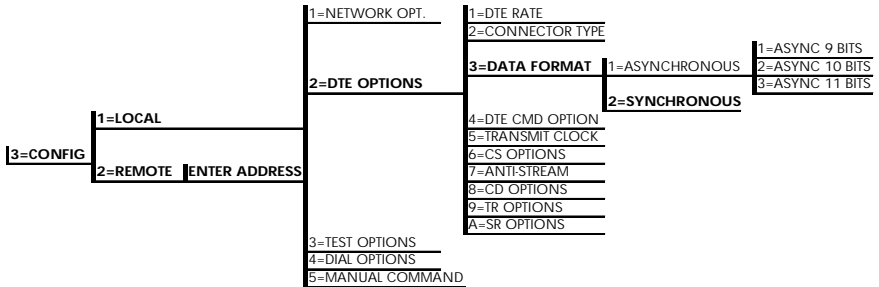 3=CONFIG
1=LOCAL
2=REMOTE
ENTER ADDRESS
1=NETWORK OPT.
2=DTE OPTIONS
3=TEST OPTIONS
4=DIAL OPTIONS
5=MANUAL COMMAND
1=DTE RATE
2=CONNECTOR TYPE
3=DATA FORMAT
4=DTE CMD OPTION
5=TRANSMIT CLOCK
6=CS OPTIONS
7=ANTI-STREAM
8=CD OPTIONS
9=TR OPTIONS
A=SR OPTIONS
1=ASYNCHRONOUS
2=SYNCHRONOUS
1=ASYNC 9 BITS
2=ASYNC 10 BITS
3=ASYNC 11 BITS